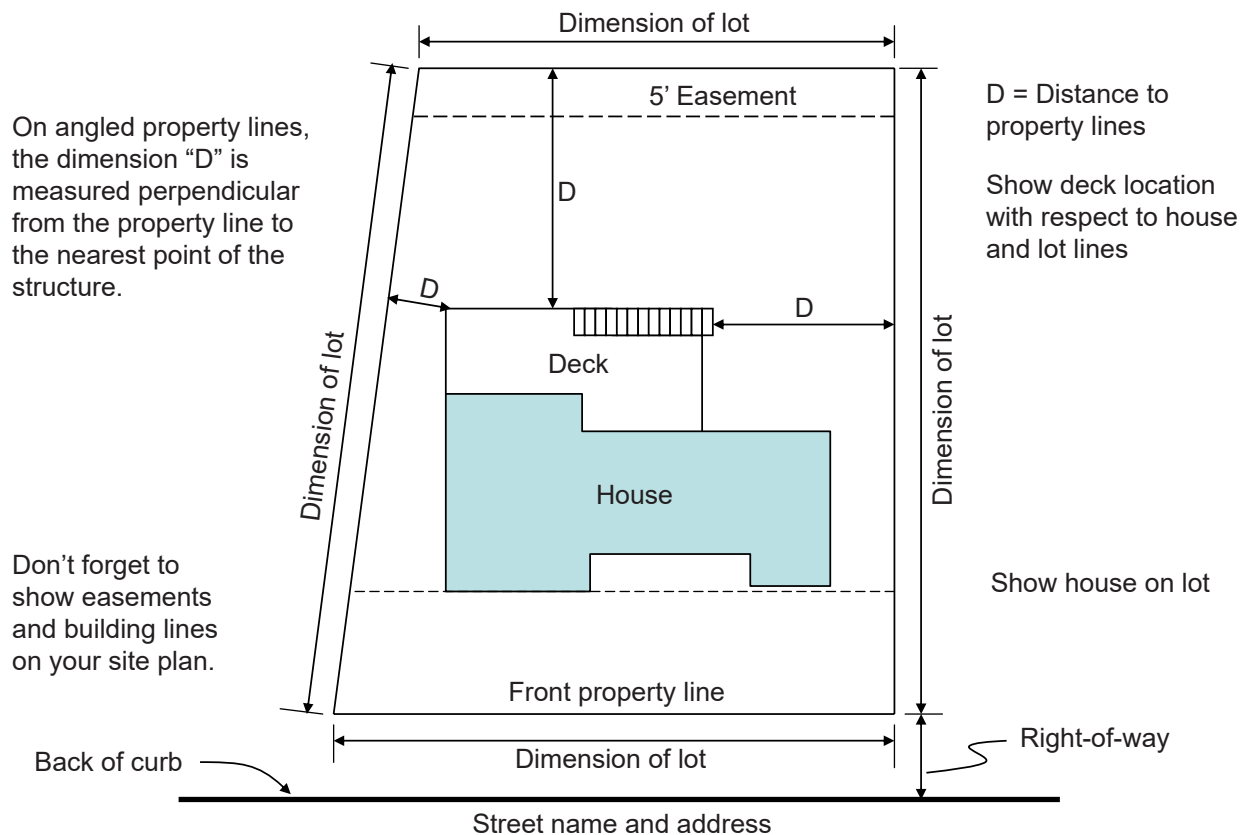 Dimension of lot
5’ Easement
D = Distance to
property lines
On angled property lines,
the dimension “D” is
measured perpendicular
from the property line to
the nearest point of the
structure.
D
Show deck location
with respect to house
and lot lines
D
D
Deck
Dimension of lot
Dimension of lot
House
Don’t forget to
show easements
and building lines
on your site plan.
Show house on lot
Front property line
Dimension of lot
Right-of-way
Back of curb
Street name and address